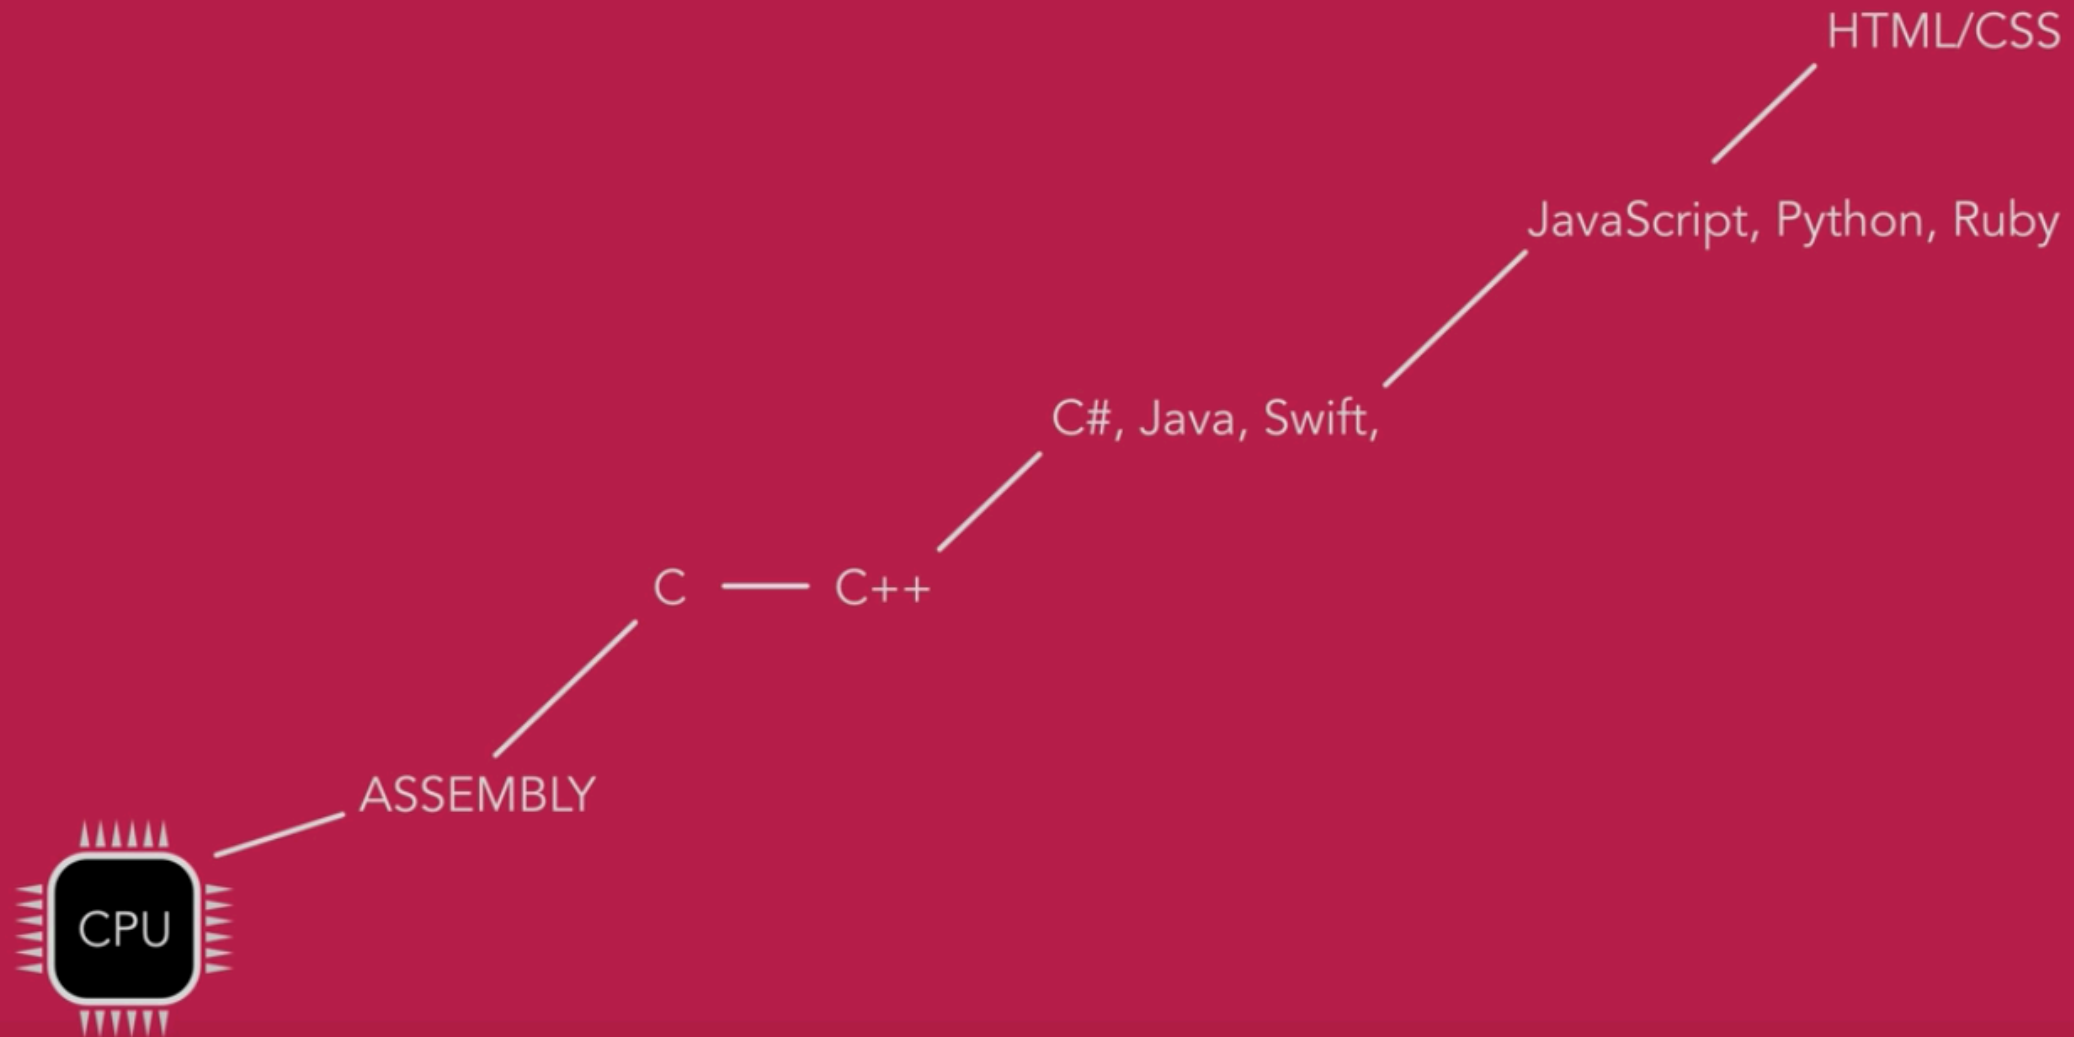 HTML/CSS
JavaScript, Python, Ruby
C#, Java, Swift,
C C++
ASSEMBLY
CPU